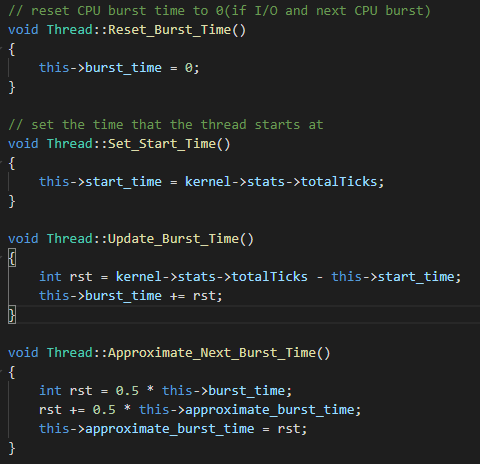 // reset CPU burst time to 0(if I/O and next CPU burst)
void Thread::Reset_Burst_Time()
{
    this->burst_time = 0;
}

// set the time that the thread starts at
void Thread::Set_Start_Time()
{
    this->start_time = kernel->stats->totalTicks;
}

void Thread::Update_Burst_Time()
{
    int rst = kernel->stats->totalTicks - this->start_time;
    this->burst_time += rst;
}

void Thread::Approximate_Next_Burst_Time()
{
    int rst = 0.5 * this->burst_time;
    rst += 0.5 * this->approximate_burst_time;
    this->approximate_burst_time = rst;
}